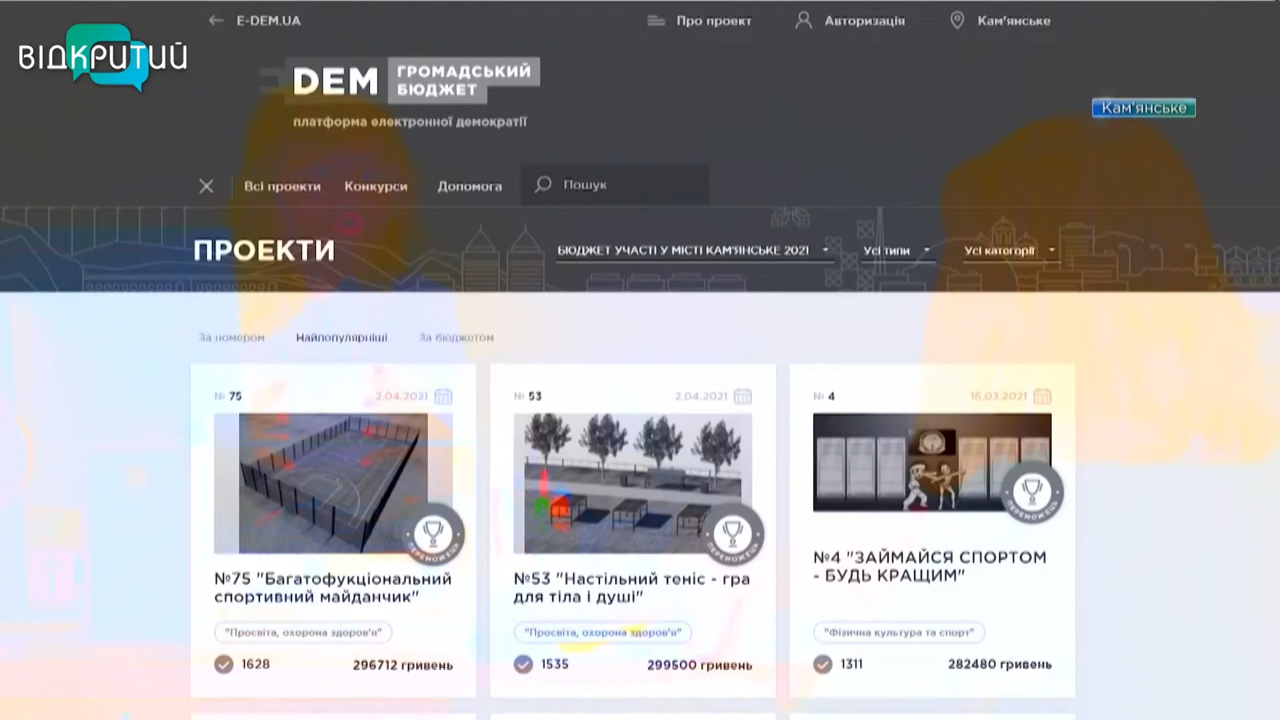 E-DEM.UA
Про проект
Авторизація
Кам'янське
ВІДКРИТИЙ
DEM
ГРОМАДСЬКИЙ
БЮДЖЕТ
Кам'янське
платформа електронної демократії
Всі проекти
Конкурси
Допомога
Пошук
ПРОЕКТИ
БЮДЖЕТ УЧАСТІ У МІСТІ КАМ'ЯНСЬКЕ 2021
Усі типи
Усі категорії
За номером
Найпопулярніші
За бюджетом
№ 75
2.04.2021
№ 53
2.04.2021
№ 4
16.03.2021
ПЕРЕМОЖЕЦЬ
ПЕРЕМОЖЕЦЬ
ПЕРЕМОЖЕЦЬ
№75 "Багатофукціональний
спортивний майданчик"
№53 "Настільний теніс - гра
для тіла і душі"
№4 "ЗАЙМАЙСЯ СПОРТОМ
- БУДЬ КРАЩИМ"
"Просвіта, охорона здоров'я"
"Просвіта, охорона здоров'я"
"Фізична культура та спорт"
1628
296712 гривень
1535
299500 гривень
1311
282480 гривень